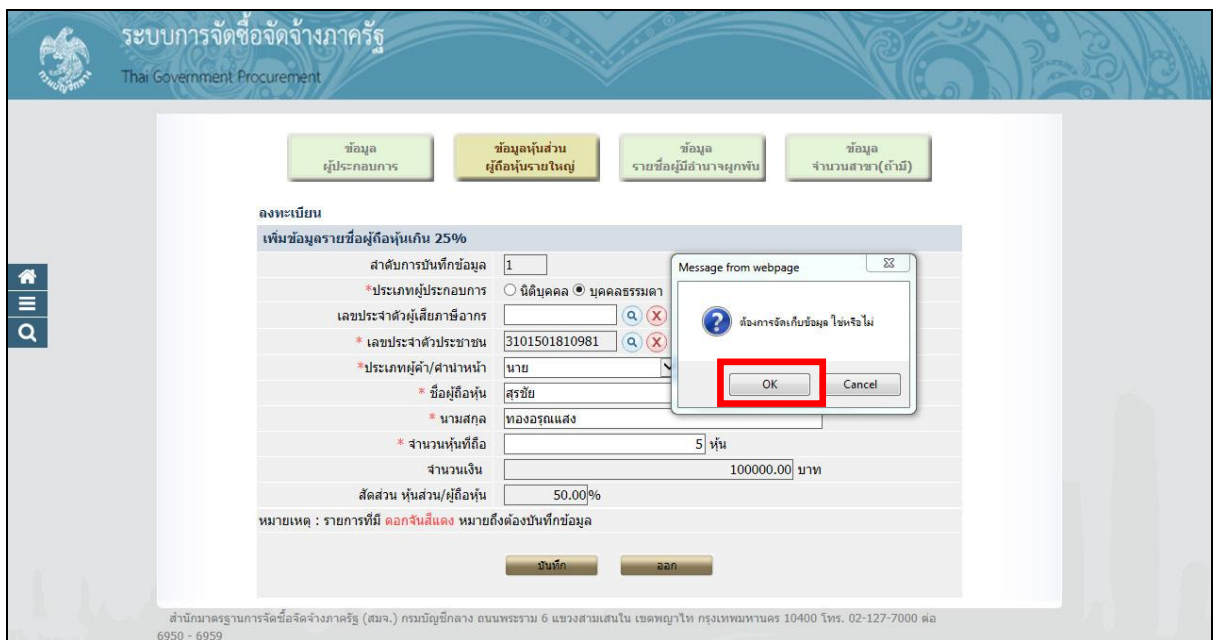 ระบบการจัดซื้อจัดจ้างภาครัฐ
Thai Government Procurement
กรมบัญชีกลาง
ข้อมูล
ผู้ประกอบการ
ข้อมูลหุ้นส่วน
ผู้ถือหุ้นรายใหญ่
ข้อมูล
รายชื่อผู้มีอำนาจผูกพัน
ข้อมูล
จำนวนสาขา(ถ้ามี)
ลงทะเบียน
เพิ่มข้อมูลรายชื่อผู้ถือหุ้นเกิน 25%
ลำดับการบันทึกข้อมูล 1
*ประเภทผู้ประกอบการ นิติบุคคล บุคคลธรรมดา
เลขประจำตัวผู้เสียภาษีอากร
* เลขประจำตัวประชาชน 3101501810981
*ประเภทผู้ค้า/คำนำหน้า นาย
* ชื่อผู้ถือหุ้น สุรชัย
* นามสกุล ทองอรุณแสง
* จำนวนหุ้นที่ถือ 5 หุ้น
จำนวนเงิน 100000.00 บาท
สัดส่วน หุ้นส่วน/ผู้ถือหุ้น 50.00%
หมายเหตุ : รายการที่มี ดอกจันสีแดง หมายถึงต้องบันทึกข้อมูล
บันทึก ออก
Message from webpage
ต้องการจัดเก็บข้อมูล ใช่หรือไม่
OK Cancel
สำนักมาตรฐานการจัดซื้อจัดจ้างภาครัฐ (สมจ.) กรมบัญชีกลาง ถนนพระราม 6 แขวงสามเสนใน เขตพญาไท กรุงเทพมหานคร 10400 โทร. 02-127-7000 ต่อ
6950 - 6959